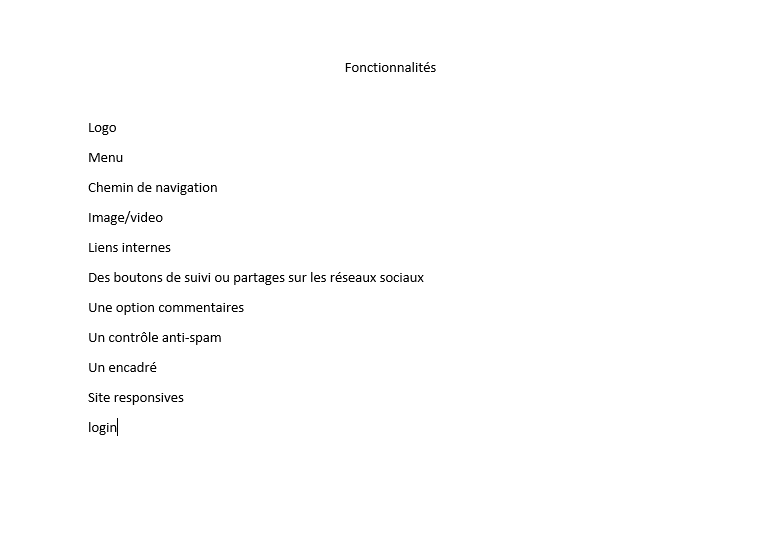 Fonctionnalités
Logo
Menu
Chemin de navigation
Image/video
Liens internes
Des boutons de suivi ou partages sur les réseaux sociaux
Une option commentaires
Un contrôle anti-spam
Un encadré
Site responsives
login